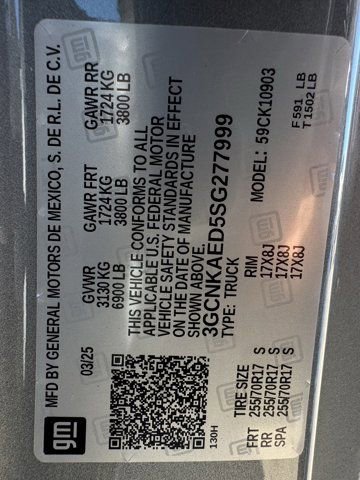 MFD BY GENERAL MOTORS DE MEXICO, S. DE R.L. DE C.V.
03/25
GVWR GAWR FRT GAWR RR
3130 KG 1724 KG 1724 KG
6900 LB 3800 LB 3800 LB
THIS VEHICLE CONFORMS TO ALL
APPLICABLE U.S. FEDERAL MOTOR
VEHICLE SAFETY STANDARDS IN EFFECT
ON THE DATE OF MANUFACTURE
SHOWN ABOVE.
3GCNKAED5SG277999
TYPE: TRUCK MODEL: 59CK10903
130H
TIRE SIZE RIM
FRT 255/70R17 S 17X8J
RR 255/70R17 S 17X8J
SPA 255/70R17 S 17X8J
F 591 LB
T 1502 LB
gm